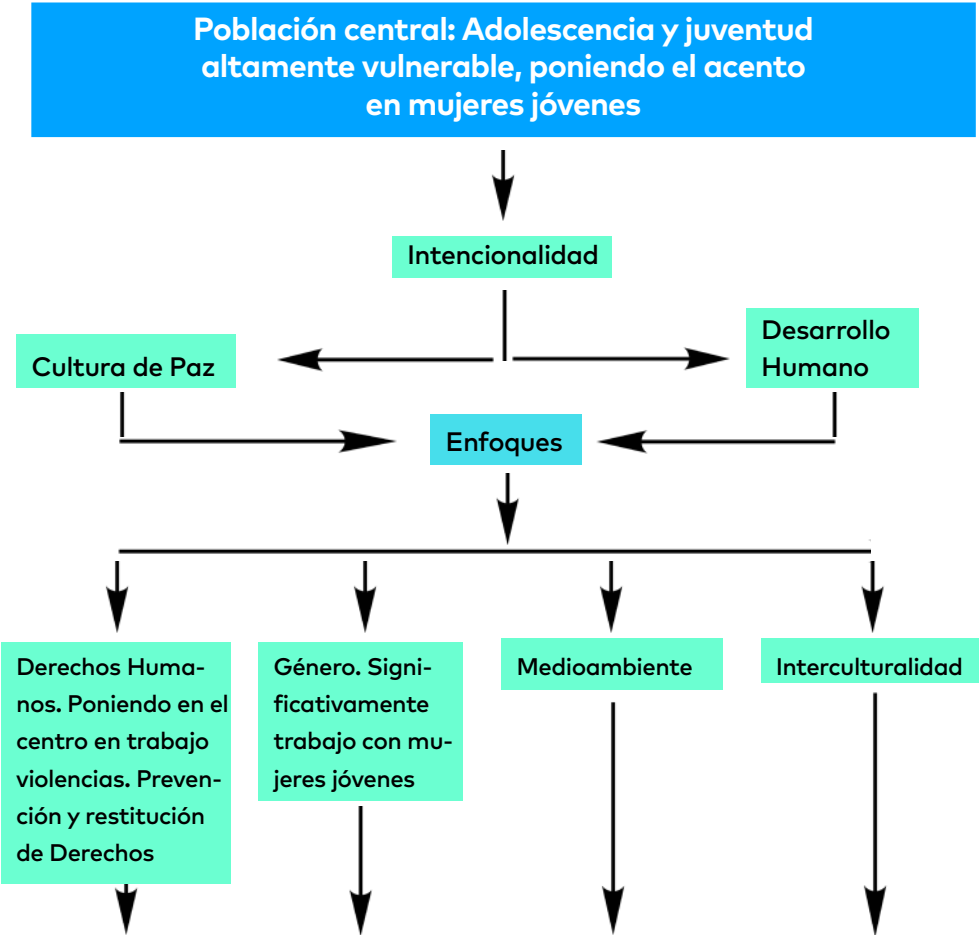 Población central: Adolescencia y juventud
altamente vulnerable, poniendo el acento
en mujeres jóvenes
Intencionalidad
Cultura de Paz
Desarrollo
Humano
Enfoques
Derechos Huma-
nos. Poniendo en el
centro en trabajo
violencias. Preven-
ción y restitución
de Derechos
Género. Signi-
ficativamente
trabajo con mu-
jeres jóvenes
Medioambiente
Interculturalidad